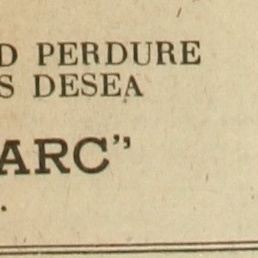 D PERDURE
S DESEA
ARC”
.